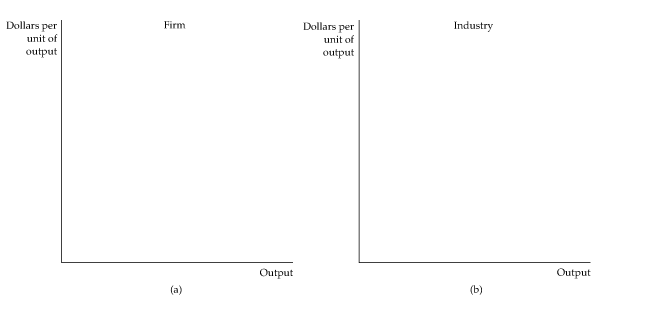 Dollars per
unit of
output
Firm
Output
(a)
Dollars per
unit of
output
Industry
Output
(b)